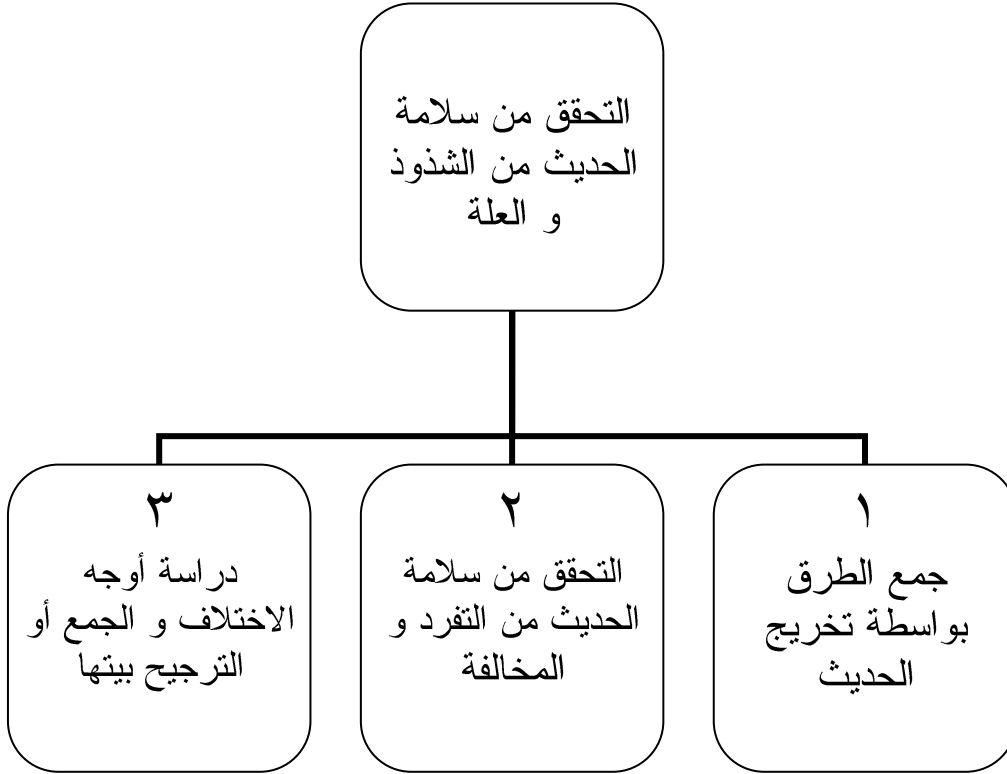 التحقق من سلامة
الحديث من الشذوذ
و العلة
١
جمع الطرق
بواسطة تخريج
الحديث
٢
التحقق من سلامة
الحديث من التفرد و
المخالفة
٣
دراسة أوجه
الاختلاف و الجمع أو
الترجيح بيتها